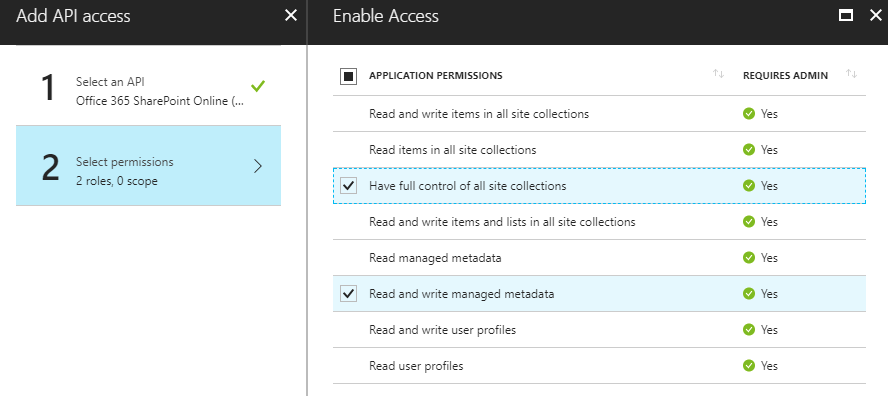 Add API access
1
Select an API
Office 365 SharePoint Online (...
2
Select permissions
2 roles, 0 scope
Enable Access
APPLICATION PERMISSIONS REQUIRES ADMIN
Read and write items in all site collections Yes
Read items in all site collections Yes
Have full control of all site collections Yes
Read and write items and lists in all site collections Yes
Read managed metadata Yes
Read and write managed metadata Yes
Read and write user profiles Yes
Read user profiles Yes